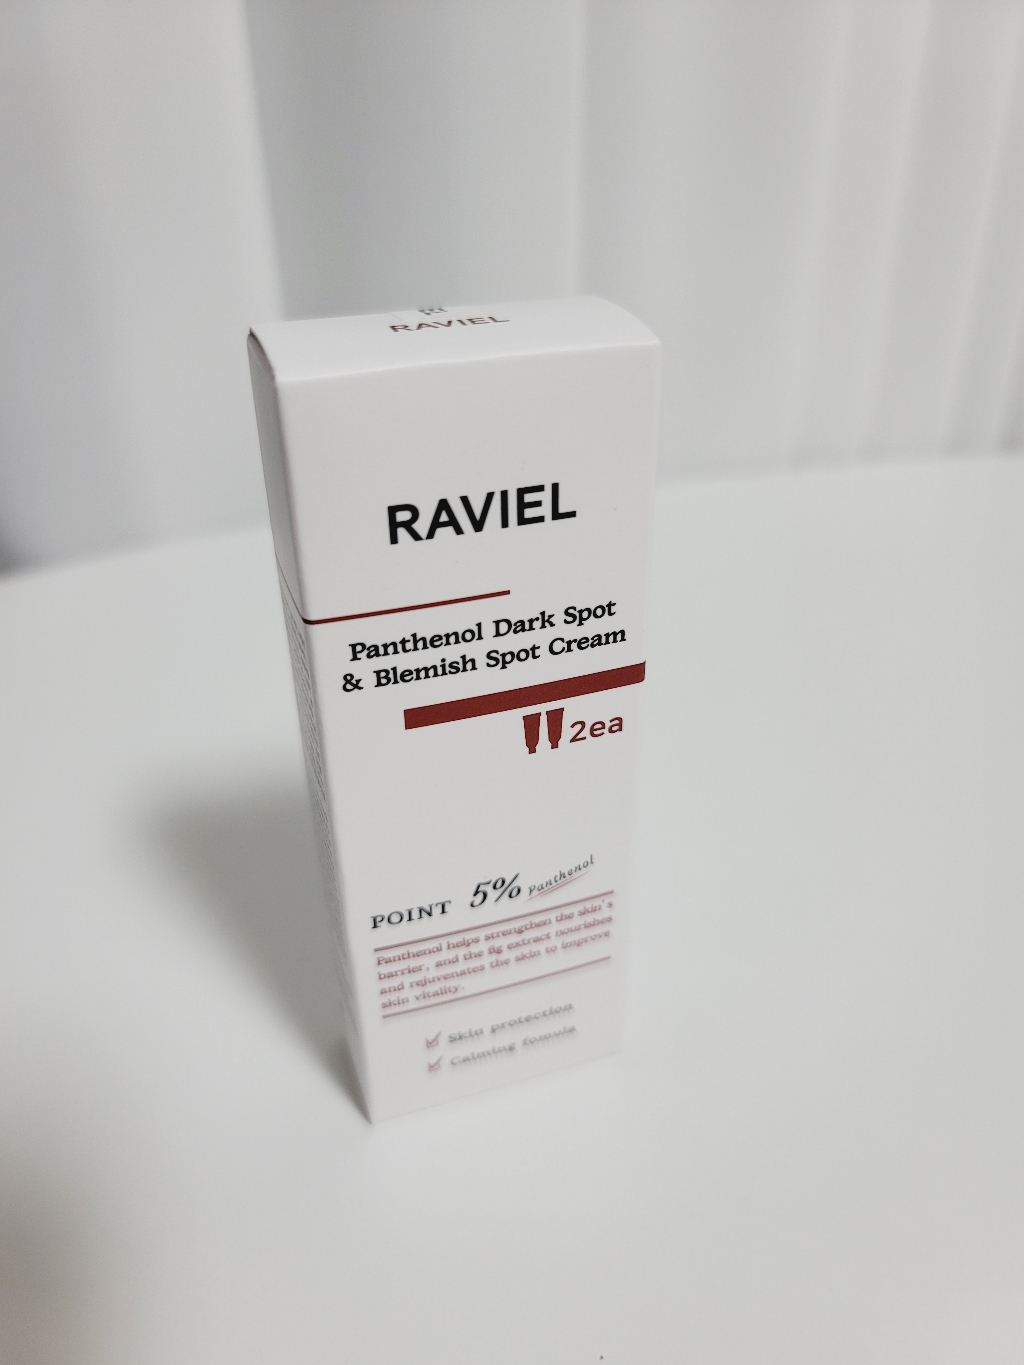 RAVIEL
RAVIEL
Panthenol Dark Spot
& Blemish Spot Cream
2ea
POINT 5% Panthenol
Panthenol helps strengthen the skin's
barrier, and the fig extract nourishes
and rejuvenates the skin to improve
skin vitality.
Skin protection
Calming fomula